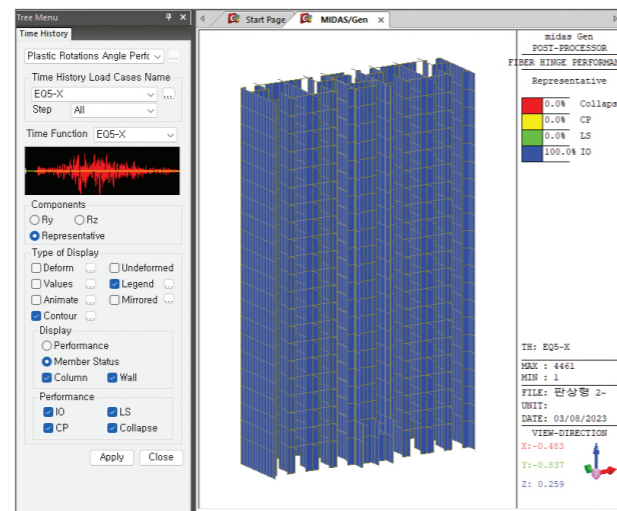 Tree Menu
Time History
Plastic Rotations Angle Perfc
...
Time History Load Cases Name
EQ5-X
...
Step All
Time Function EQ5-X
Components
Ry Rz
Representative
Type of Display
Deform ... Undeformed
Values ... Legend ...
Animate ... Mirrored ...
Contour ...
Display
Performance
Member Status
Column Wall
Performance
IO LS
CP Collapse
Apply Close
Start Page MIDAS/Gen
midas Gen
POST-PROCESSOR
FIBER HINGE PERFORMAN
Representative
0.0% Collaps
0.0% CP
0.0% LS
100.0% IO
TH: EQ5-X
MAX : 4461
MIN : 1
FILE: 판상형 2~
UNIT:
DATE: 03/08/2023
VIEW-DIRECTION
X:-0.483
Y:-0.837
Z: 0.259